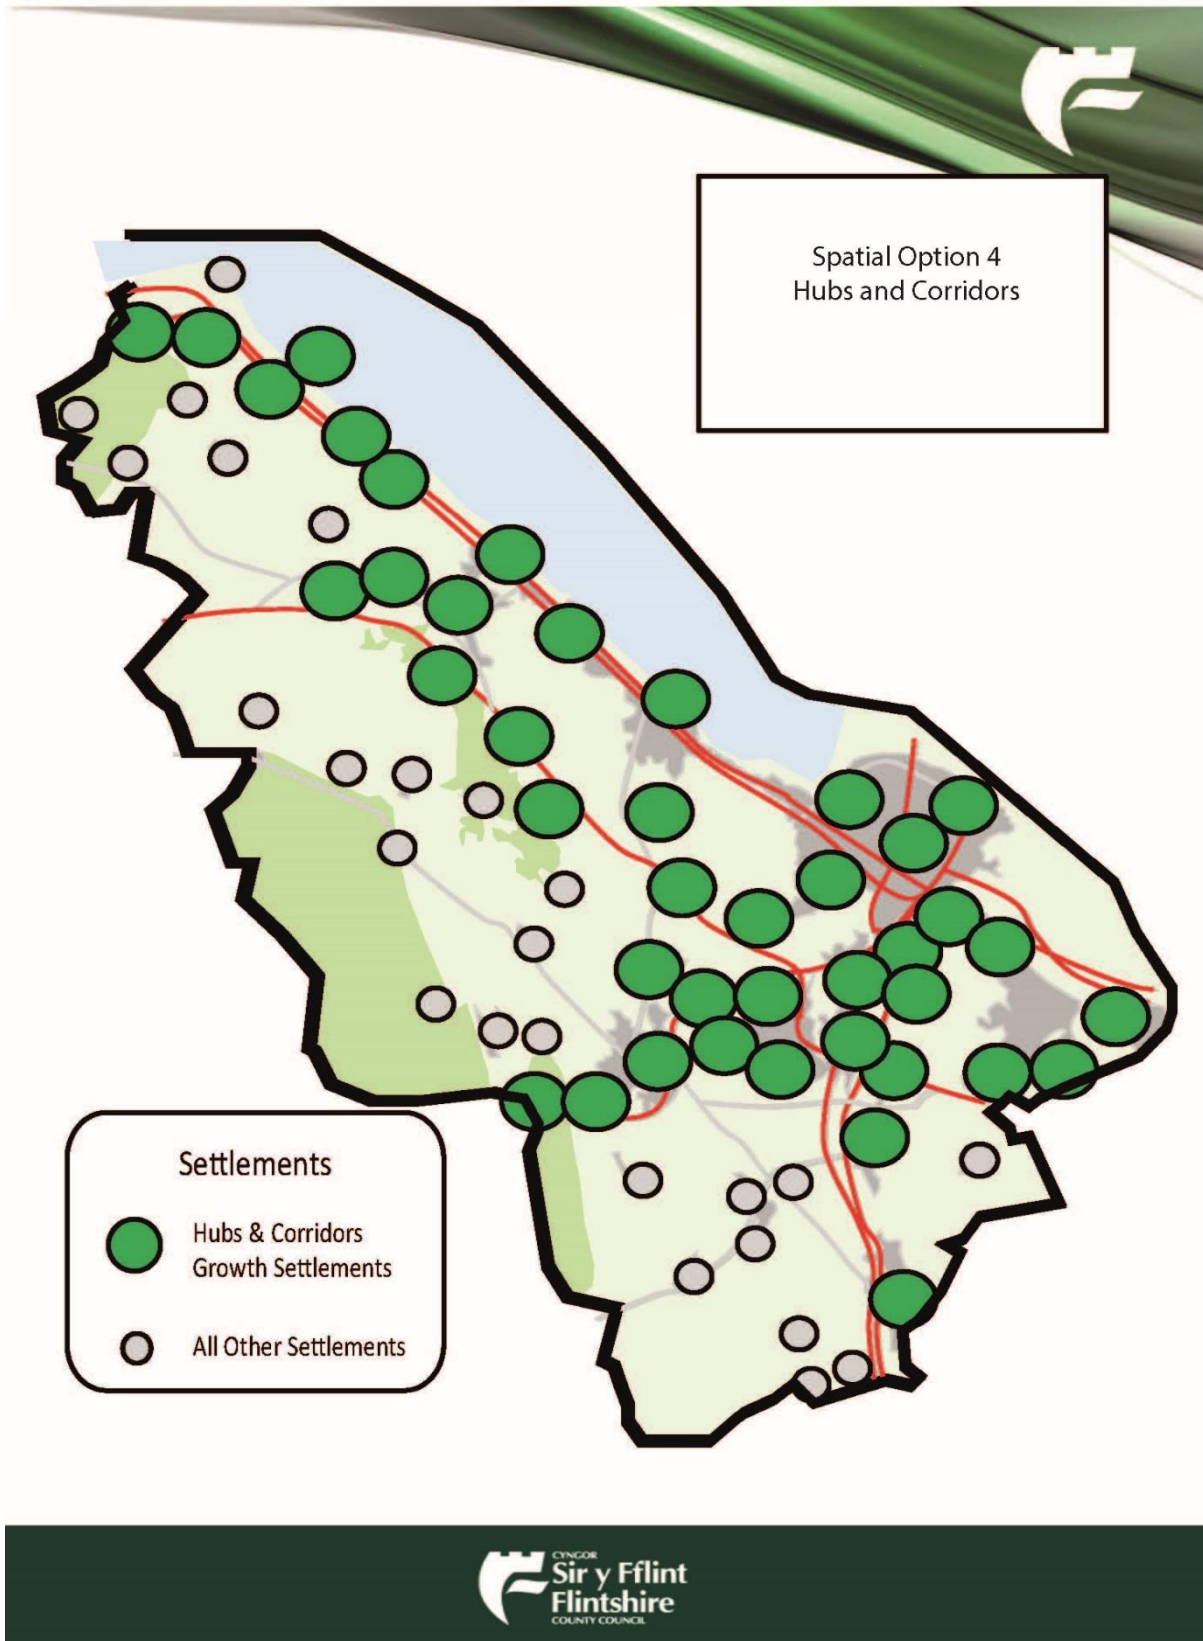 Spatial Option 4
Hubs and Corridors
Settlements
Hubs & Corridors
Growth Settlements
All Other Settlements
CYNGOR
Sir y Fflint
Flintshire
COUNTY COUNCIL